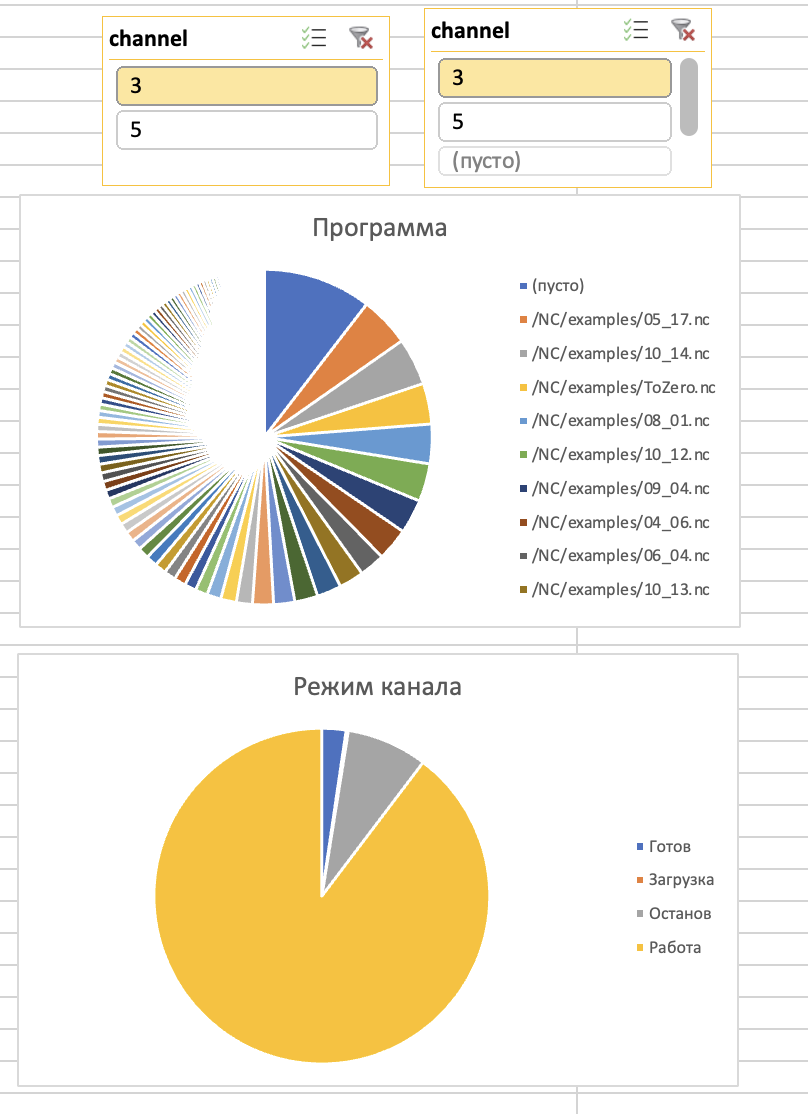 channel
3
5
channel
3
5
(пусто)
Программа
(пусто)
/NC/examples/05_17.nc
/NC/examples/10_14.nc
/NC/examples/ToZero.nc
/NC/examples/08_01.nc
/NC/examples/10_12.nc
/NC/examples/09_04.nc
/NC/examples/04_06.nc
/NC/examples/06_04.nc
/NC/examples/10_13.nc
Режим канала
Готов
Загрузка
Останов
Работа